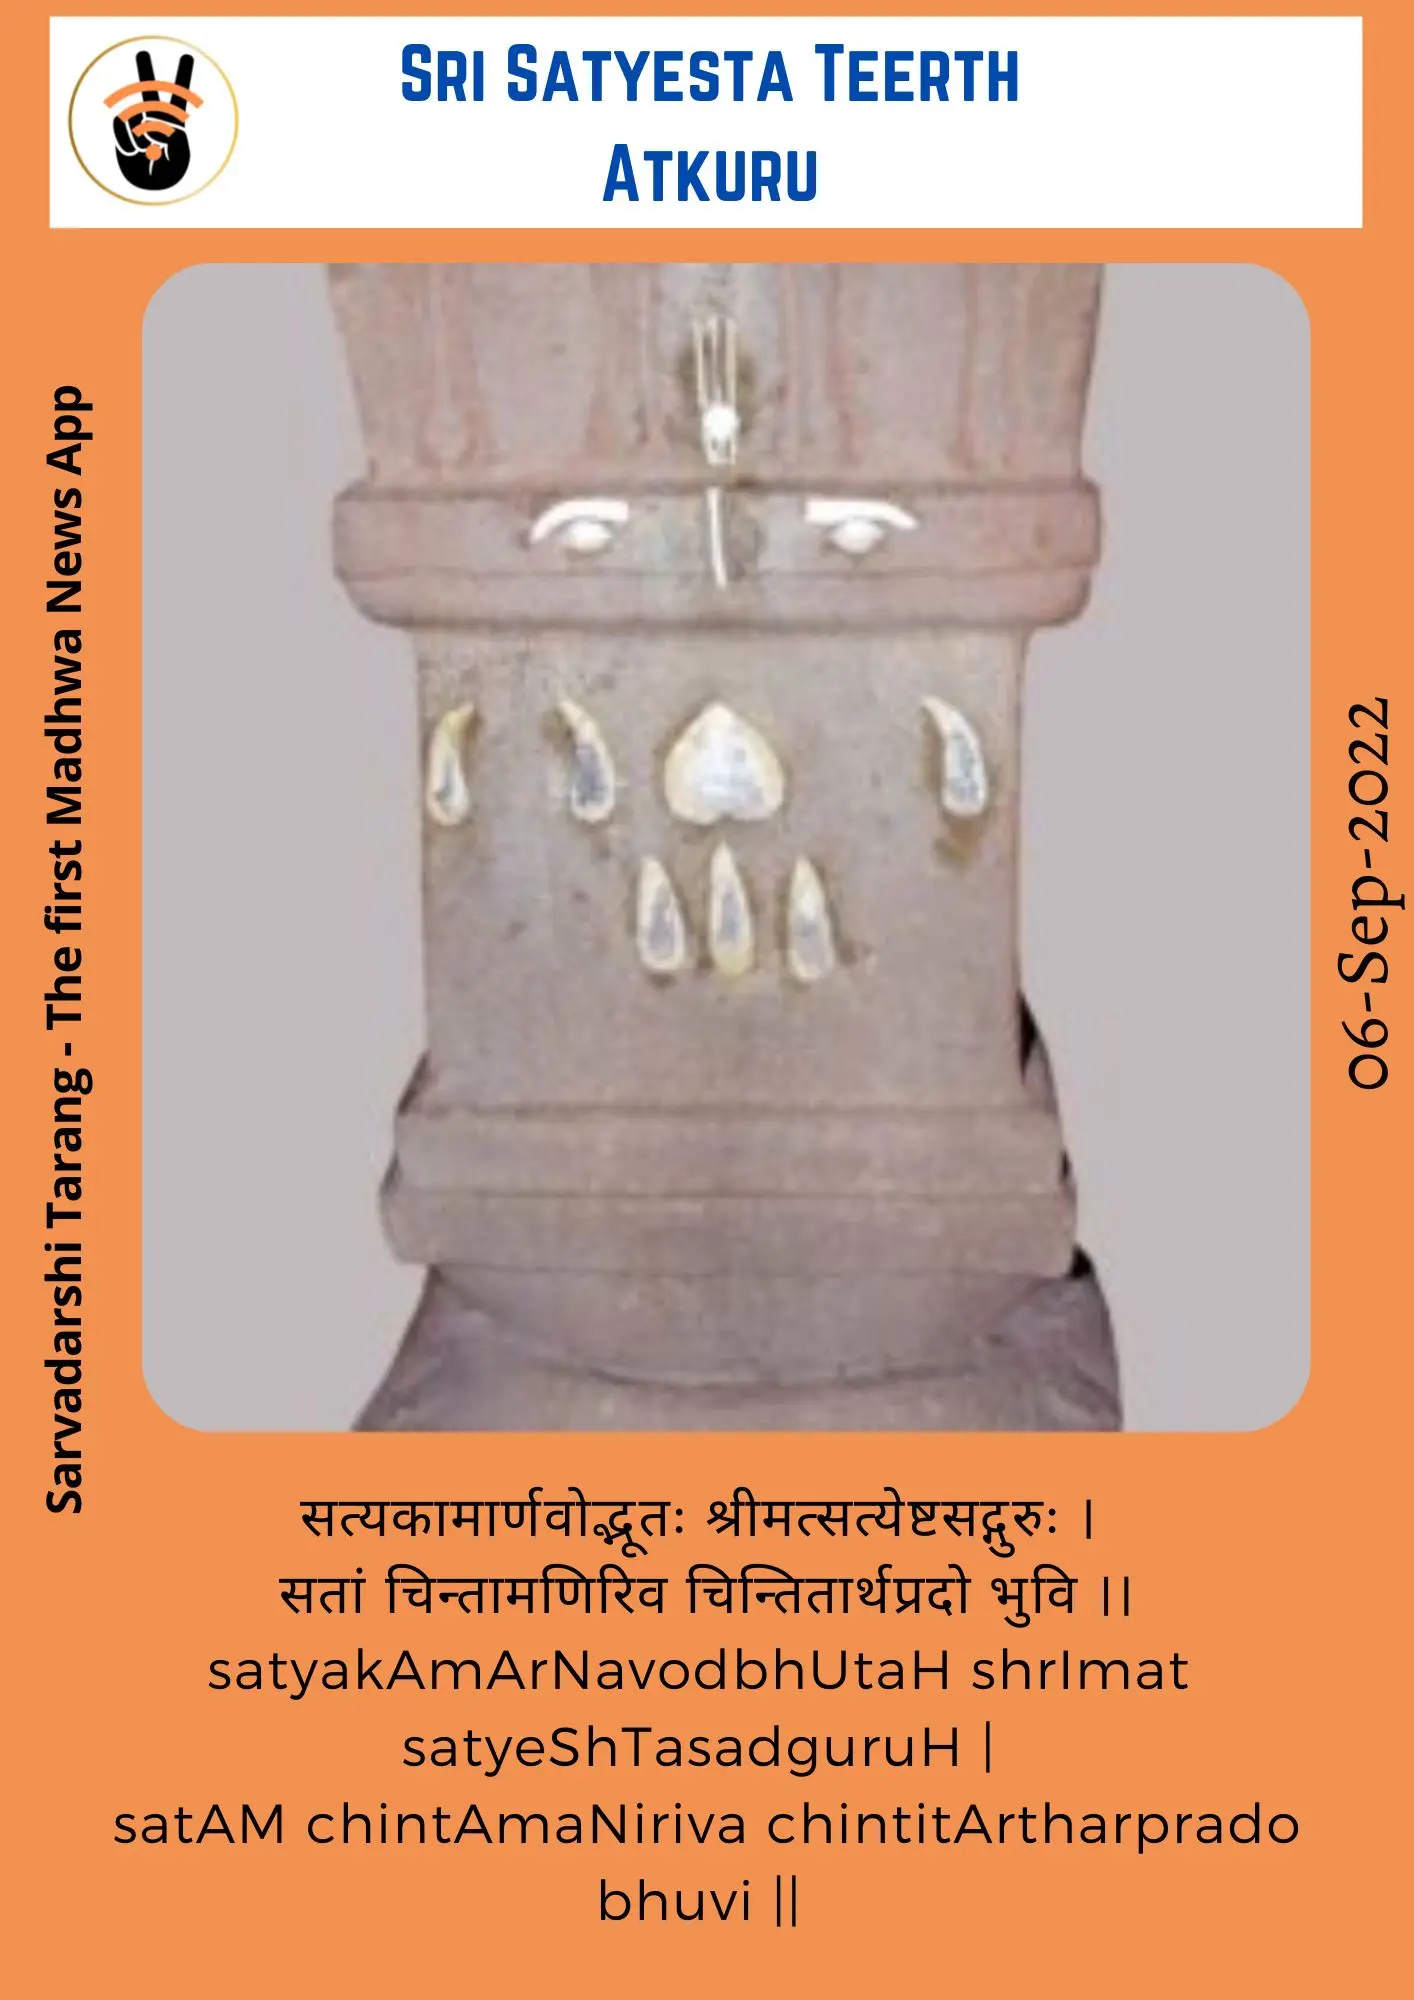 SRI SATYESTA TEERTH
ATKURU
Sarvadarshi Tarang - The first Madhwa News App
06-Sep-2022
सत्यकामार्णवोद्भूतः श्रीमत्सत्येष्टसद्गुरुः ।
सतां चिन्तामणिरिव चिन्तितार्थप्रदो भुवि ।।
satyakAmArNavodbhUtaH shrImat
satyeShTasadguruH |
satAM chintAmaNiriva chintitArtharprado
bhuvi ||